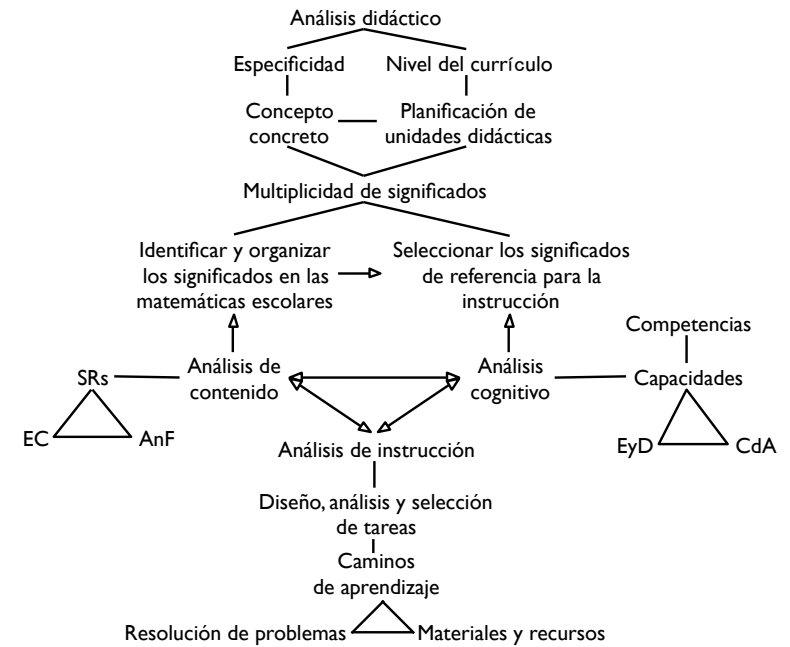 Análisis didáctico
Especificidad
Nivel del currículo
Concepto
concreto
Planificación de
unidades didácticas
Multiplicidad de significados
Identificar y organizar
los significados en las
matemáticas escolares
Seleccionar los significados
de referencia para la
instrucción
Competencias
SRs
Análisis de
contenido
Análisis
cognitivo
Capacidades
EC
AnF
EyD
CdA
Análisis de instrucción
Diseño, análisis y selección
de tareas
Caminos
de aprendizaje
Resolución de problemas
Materiales y recursos